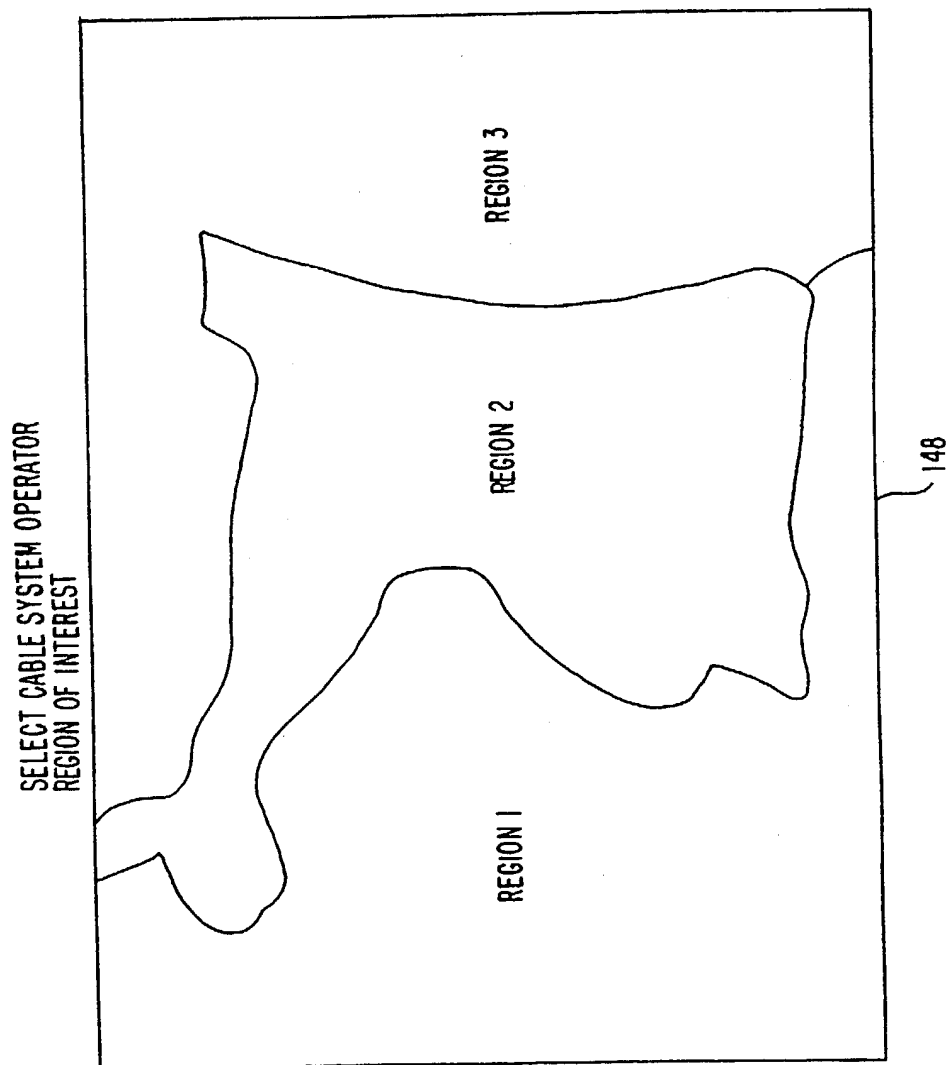 SELECT CABLE SYSTEM OPERATOR
REGION OF INTEREST
REGION 1
REGION 2
REGION 3
148